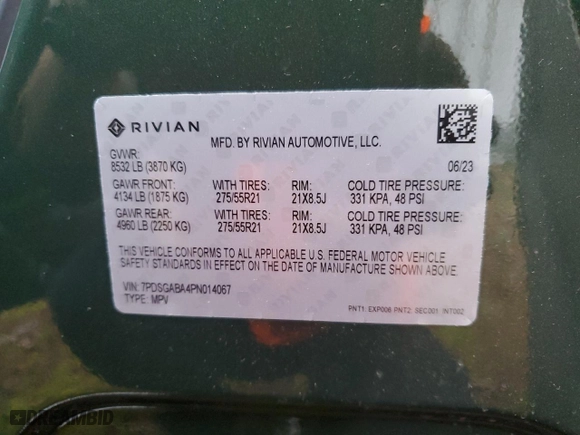 RIVIAN
MFD. BY RIVIAN AUTOMOTIVE, LLC.
GVWR:
8532 LB (3870 KG) 06/23
GAWR FRONT: WITH TIRES: RIM: COLD TIRE PRESSURE:
4134 LB (1875 KG) 275/55R21 21X8.5J 331 KPA, 48 PSI
GAWR REAR: WITH TIRES: RIM: COLD TIRE PRESSURE:
4960 LB (2250 KG) 275/55R21 21X8.5J 331 KPA, 48 PSI
THIS VEHICLE CONFORMS TO ALL APPLICABLE U.S. FEDERAL MOTOR VEHICLE
SAFETY STANDARDS IN EFFECT ON THE DATE OF MANUFACTURE SHOWN ABOVE.
VIN: 7PDSGABA4PN014067
TYPE: MPV
PNT1: EXP006 PNT2: SEC001 INT002
DREAMBID